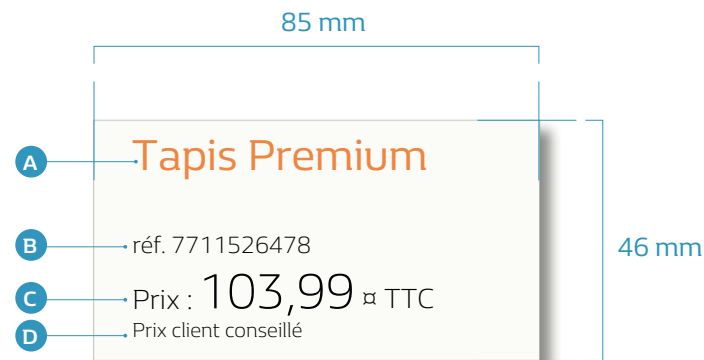 85 mm
A Tapis Premium
B réf. 7711526478
46 mm
C Prix : 103,99 ¤ TTC
D Prix client conseillé